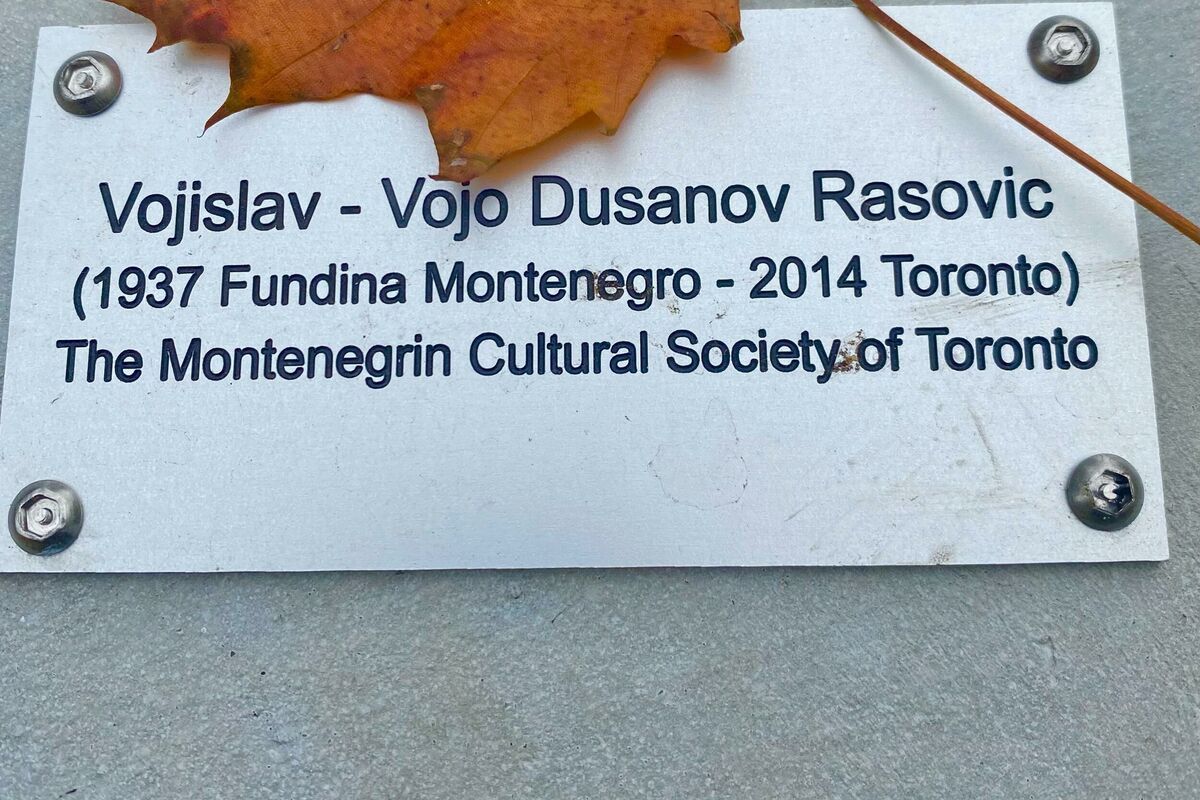 Vojislav - Vojo Dusanov Rasovic
(1937 Fundina Montenegro - 2014 Toronto)
The Montenegrin Cultural Society of Toronto